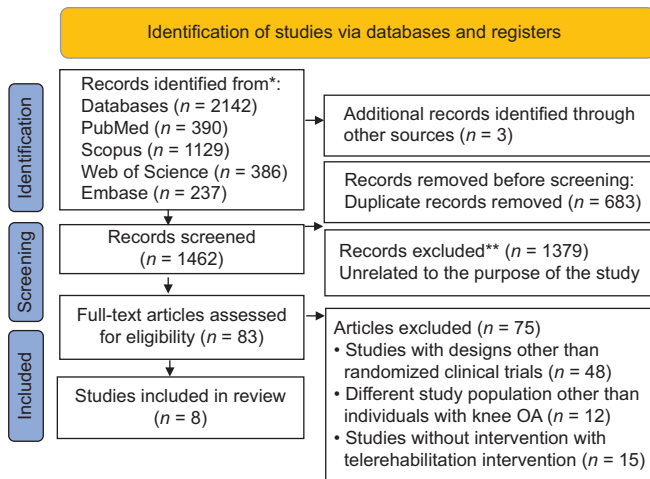 Identification of studies via databases and registers
Identification
Records identified from*:
Databases (n = 2142)
PubMed (n = 390)
Scopus (n = 1129)
Web of Science (n = 386)
Embase (n = 237)
Additional records identified through
other sources (n = 3)
Records removed before screening:
Duplicate records removed (n = 683)
Screening
Records screened
(n = 1462)
Records excluded** (n = 1379)
Unrelated to the purpose of the study
Full-text articles assessed
for eligibility (n = 83)
Articles excluded (n = 75)
• Studies with designs other than
randomized clinical trials (n = 48)
• Different study population other than
individuals with knee OA (n = 12)
• Studies without intervention with
telerehabilitation intervention (n = 15)
Included
Studies included in review
(n = 8)